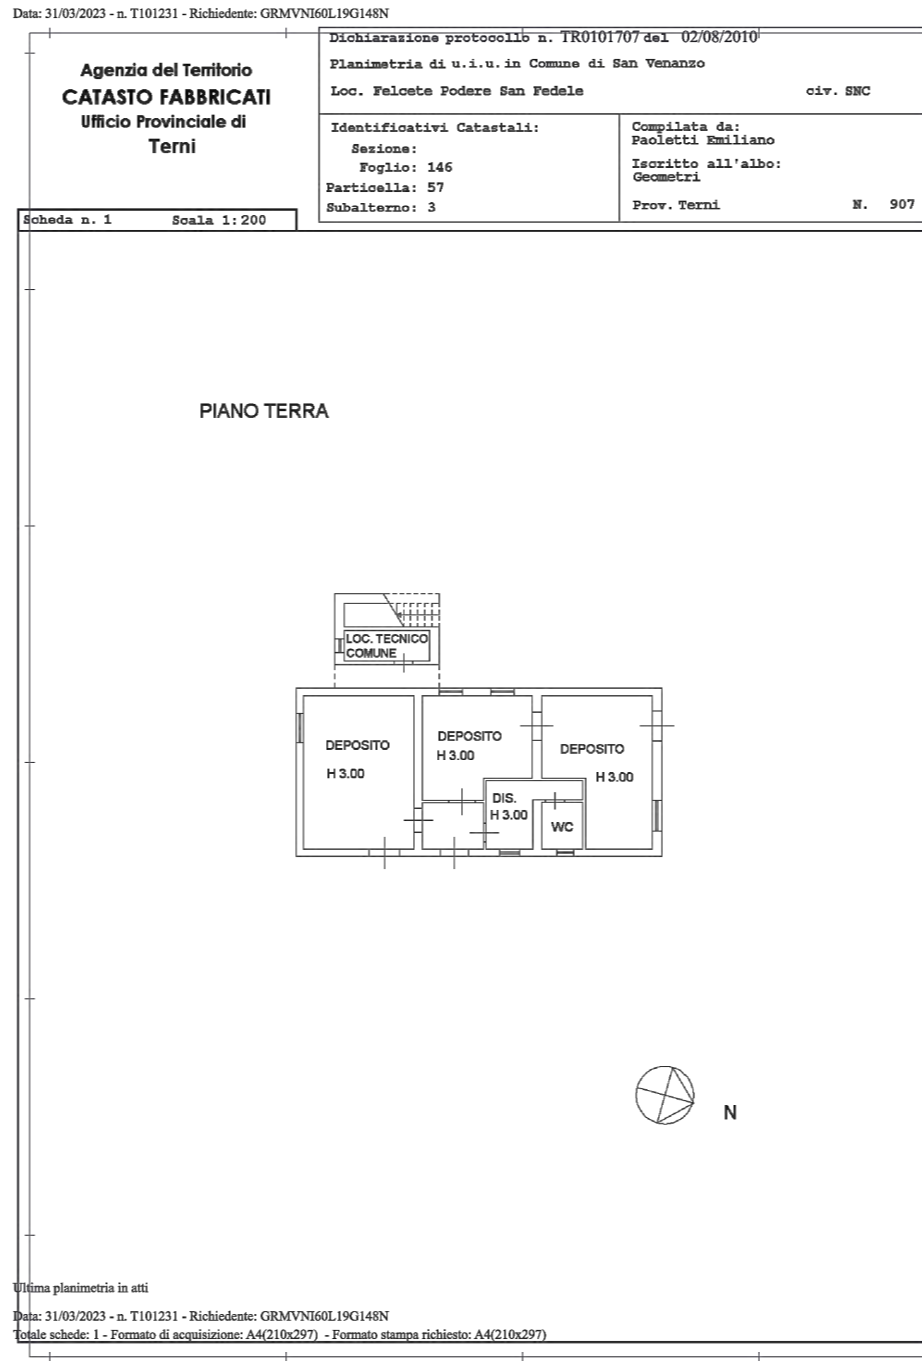 Data: 31/03/2023 - n. T101231 - Richiedente: GRMVNI60L19G148N
Agenzia del Territorio
CATASTO FABBRICATI
Ufficio Provinciale di
Terni
Dichiarazione protocollo n. TR0101707 del 02/08/2010
Planimetria di u.i.u. in Comune di San Venanzo
Loc. Felcete Podere San Fedele civ. SNC
Identificativi Catastali:
Sezione:
Foglio: 146
Particella: 57
Subalterno: 3
Compilata da:
Paoletti Emiliano
Iscritto all'albo:
Geometri
Prov. Terni N. 907
Scheda n. 1 Scala 1:200
PIANO TERRA
LOC. TECNICO
COMUNE
DEPOSITO
H 3.00
DEPOSITO
H 3.00
DEPOSITO
H 3.00
DIS.
H 3.00
WC
N
Ultima planimetria in atti
Data: 31/03/2023 - n. T101231 - Richiedente: GRMVNI60L19G148N
Totale schede: 1 - Formato di acquisizione: A4(210x297) - Formato stampa richiesto: A4(210x297)